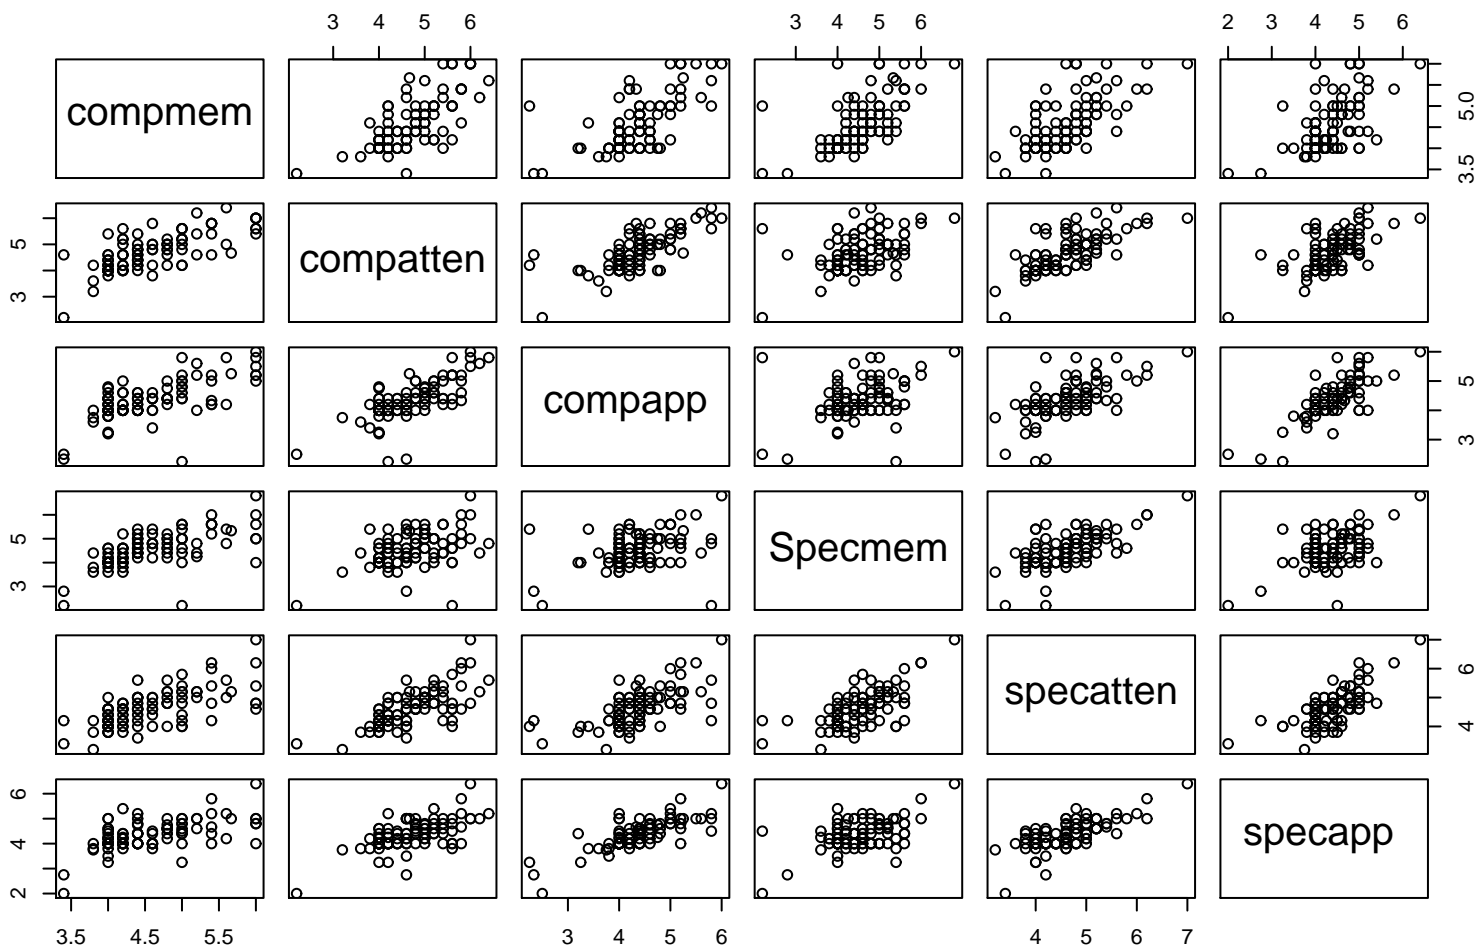 3 4 5 6 3 4 5 6 2 3 4 5 6
compmem 3.5 5.0
3 5 compatten
compapp 3 5
3 5 Specmem
specatten 4 6
2 4 6 specapp
3.5 4.5 5.5 3 4 5 6 4 5 6 7